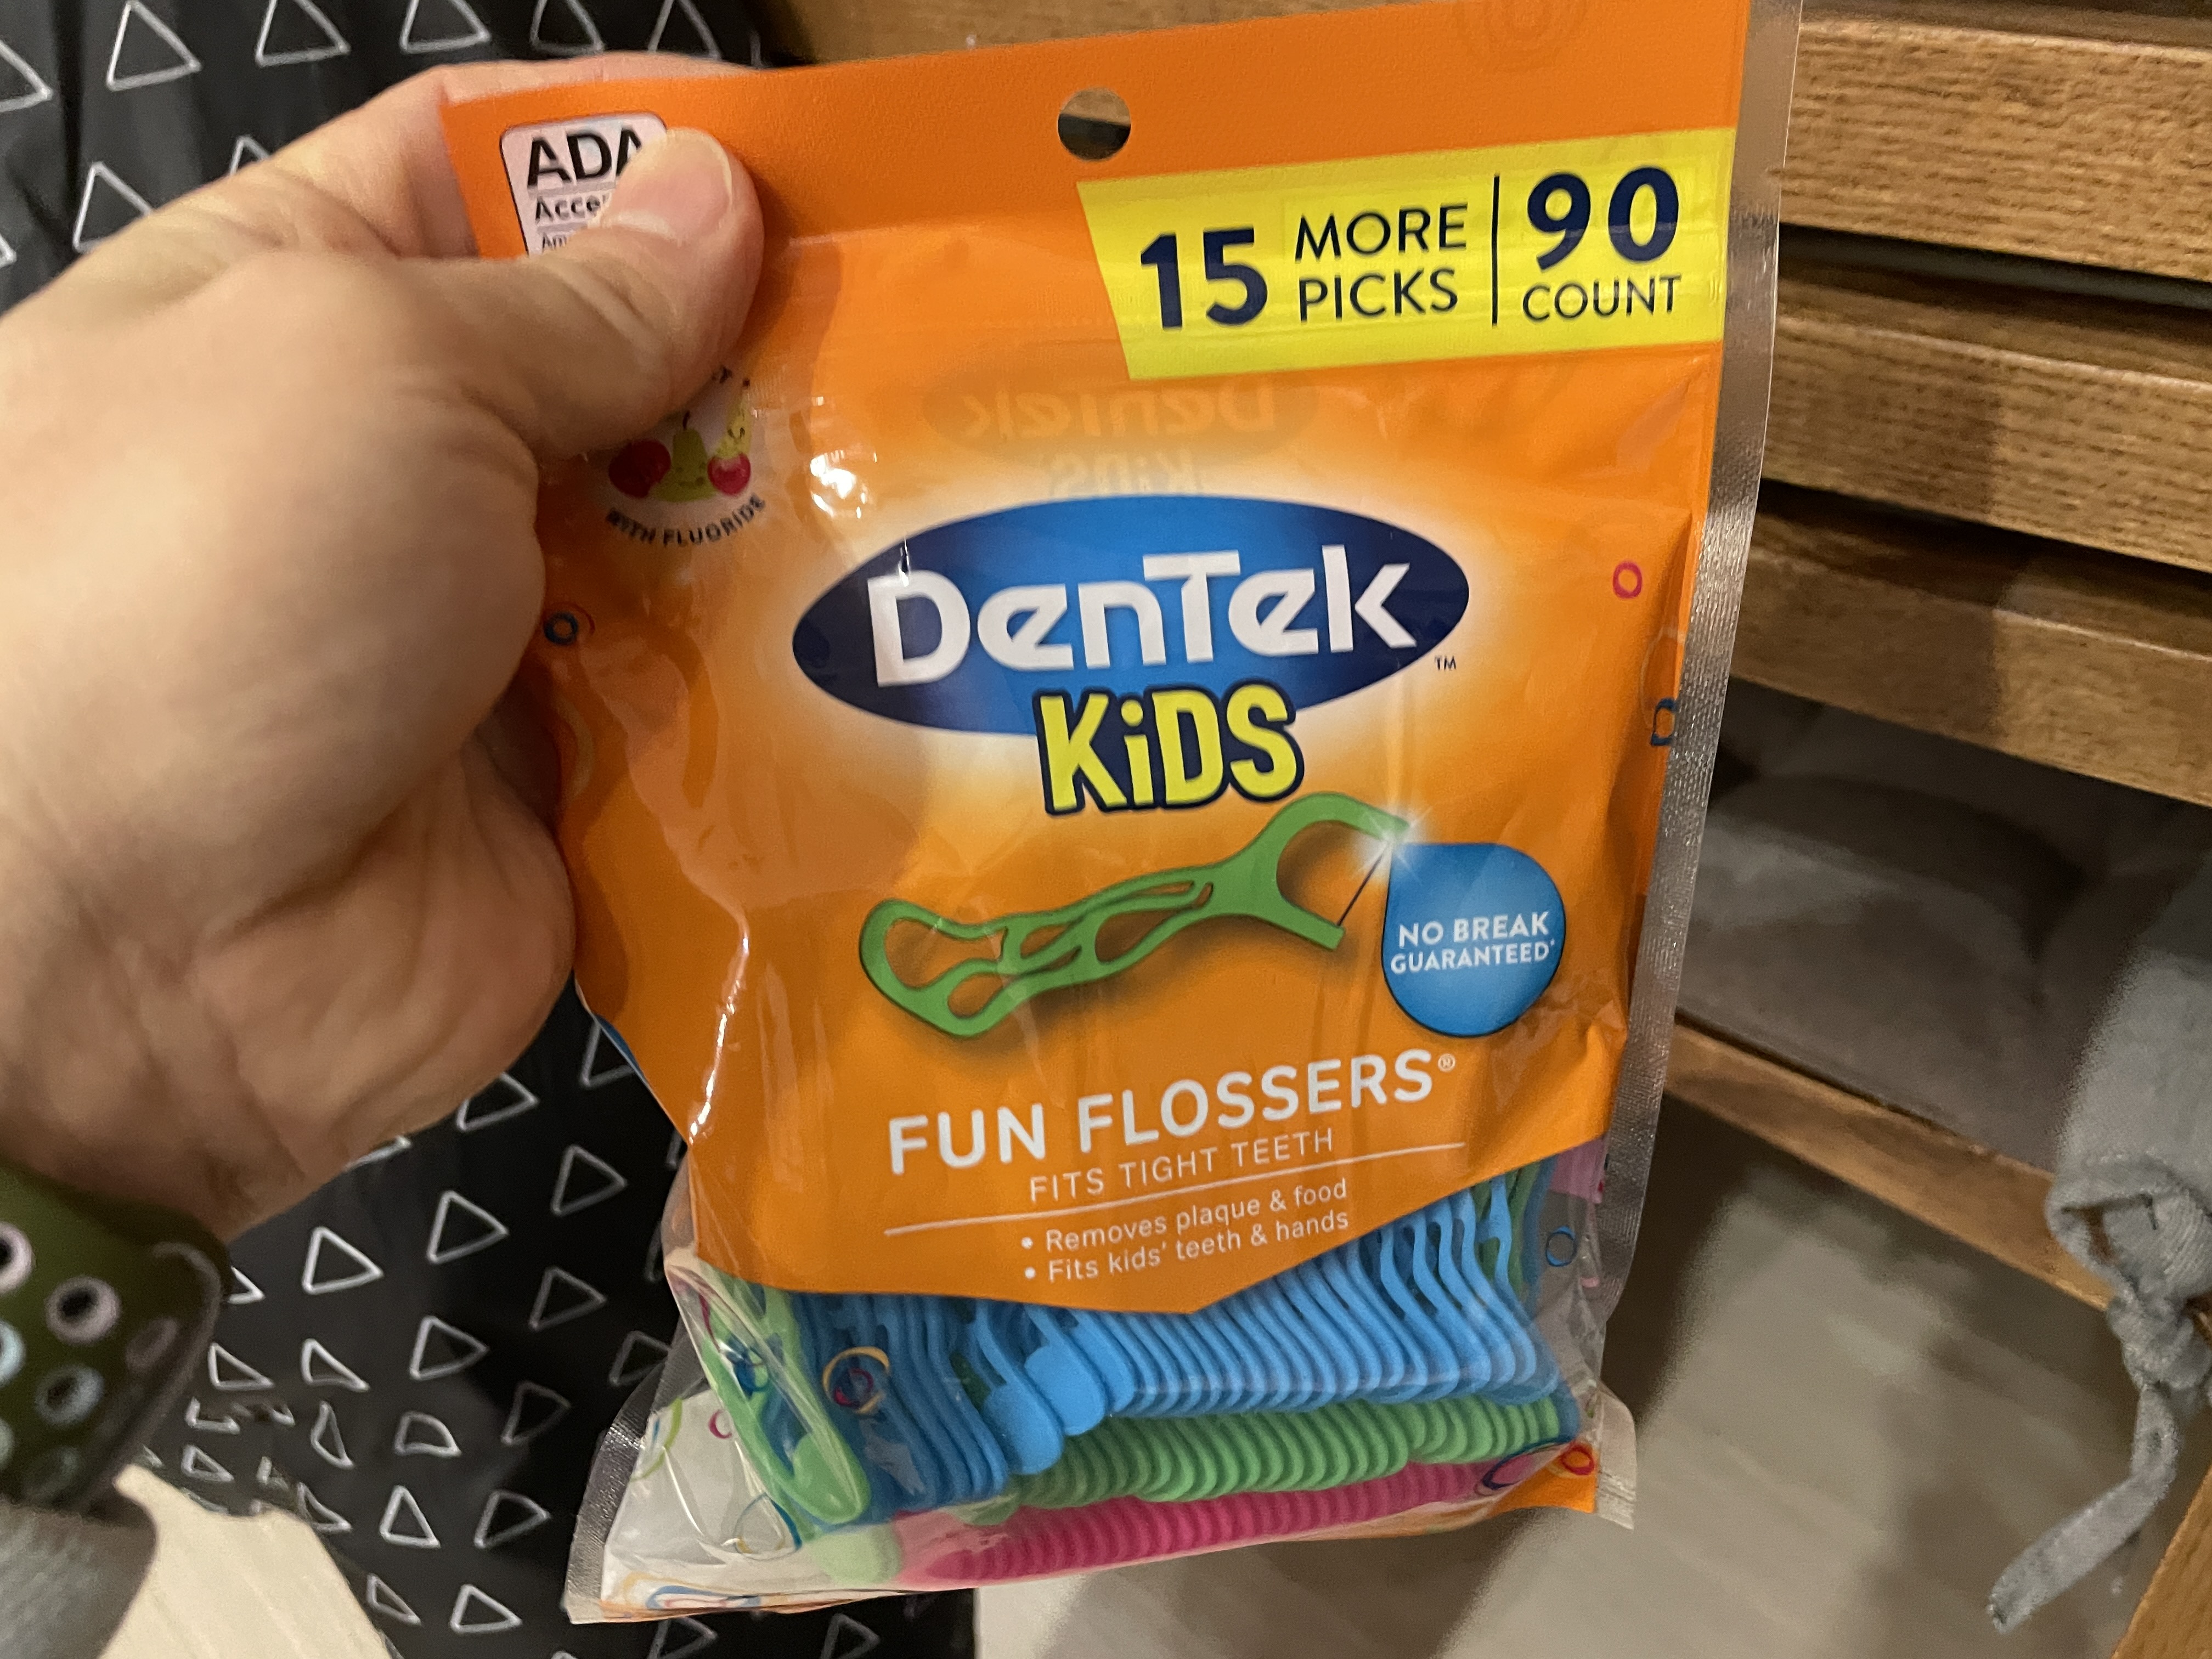 ADA
15 MORE PICKS | 90 COUNT
WITH FLUORIDE
DenTek
™
KiDS
NO BREAK
GUARANTEED*
FUN FLOSSERS®
FITS TIGHT TEETH
• Removes plaque & food
• Fits kids' teeth & hands